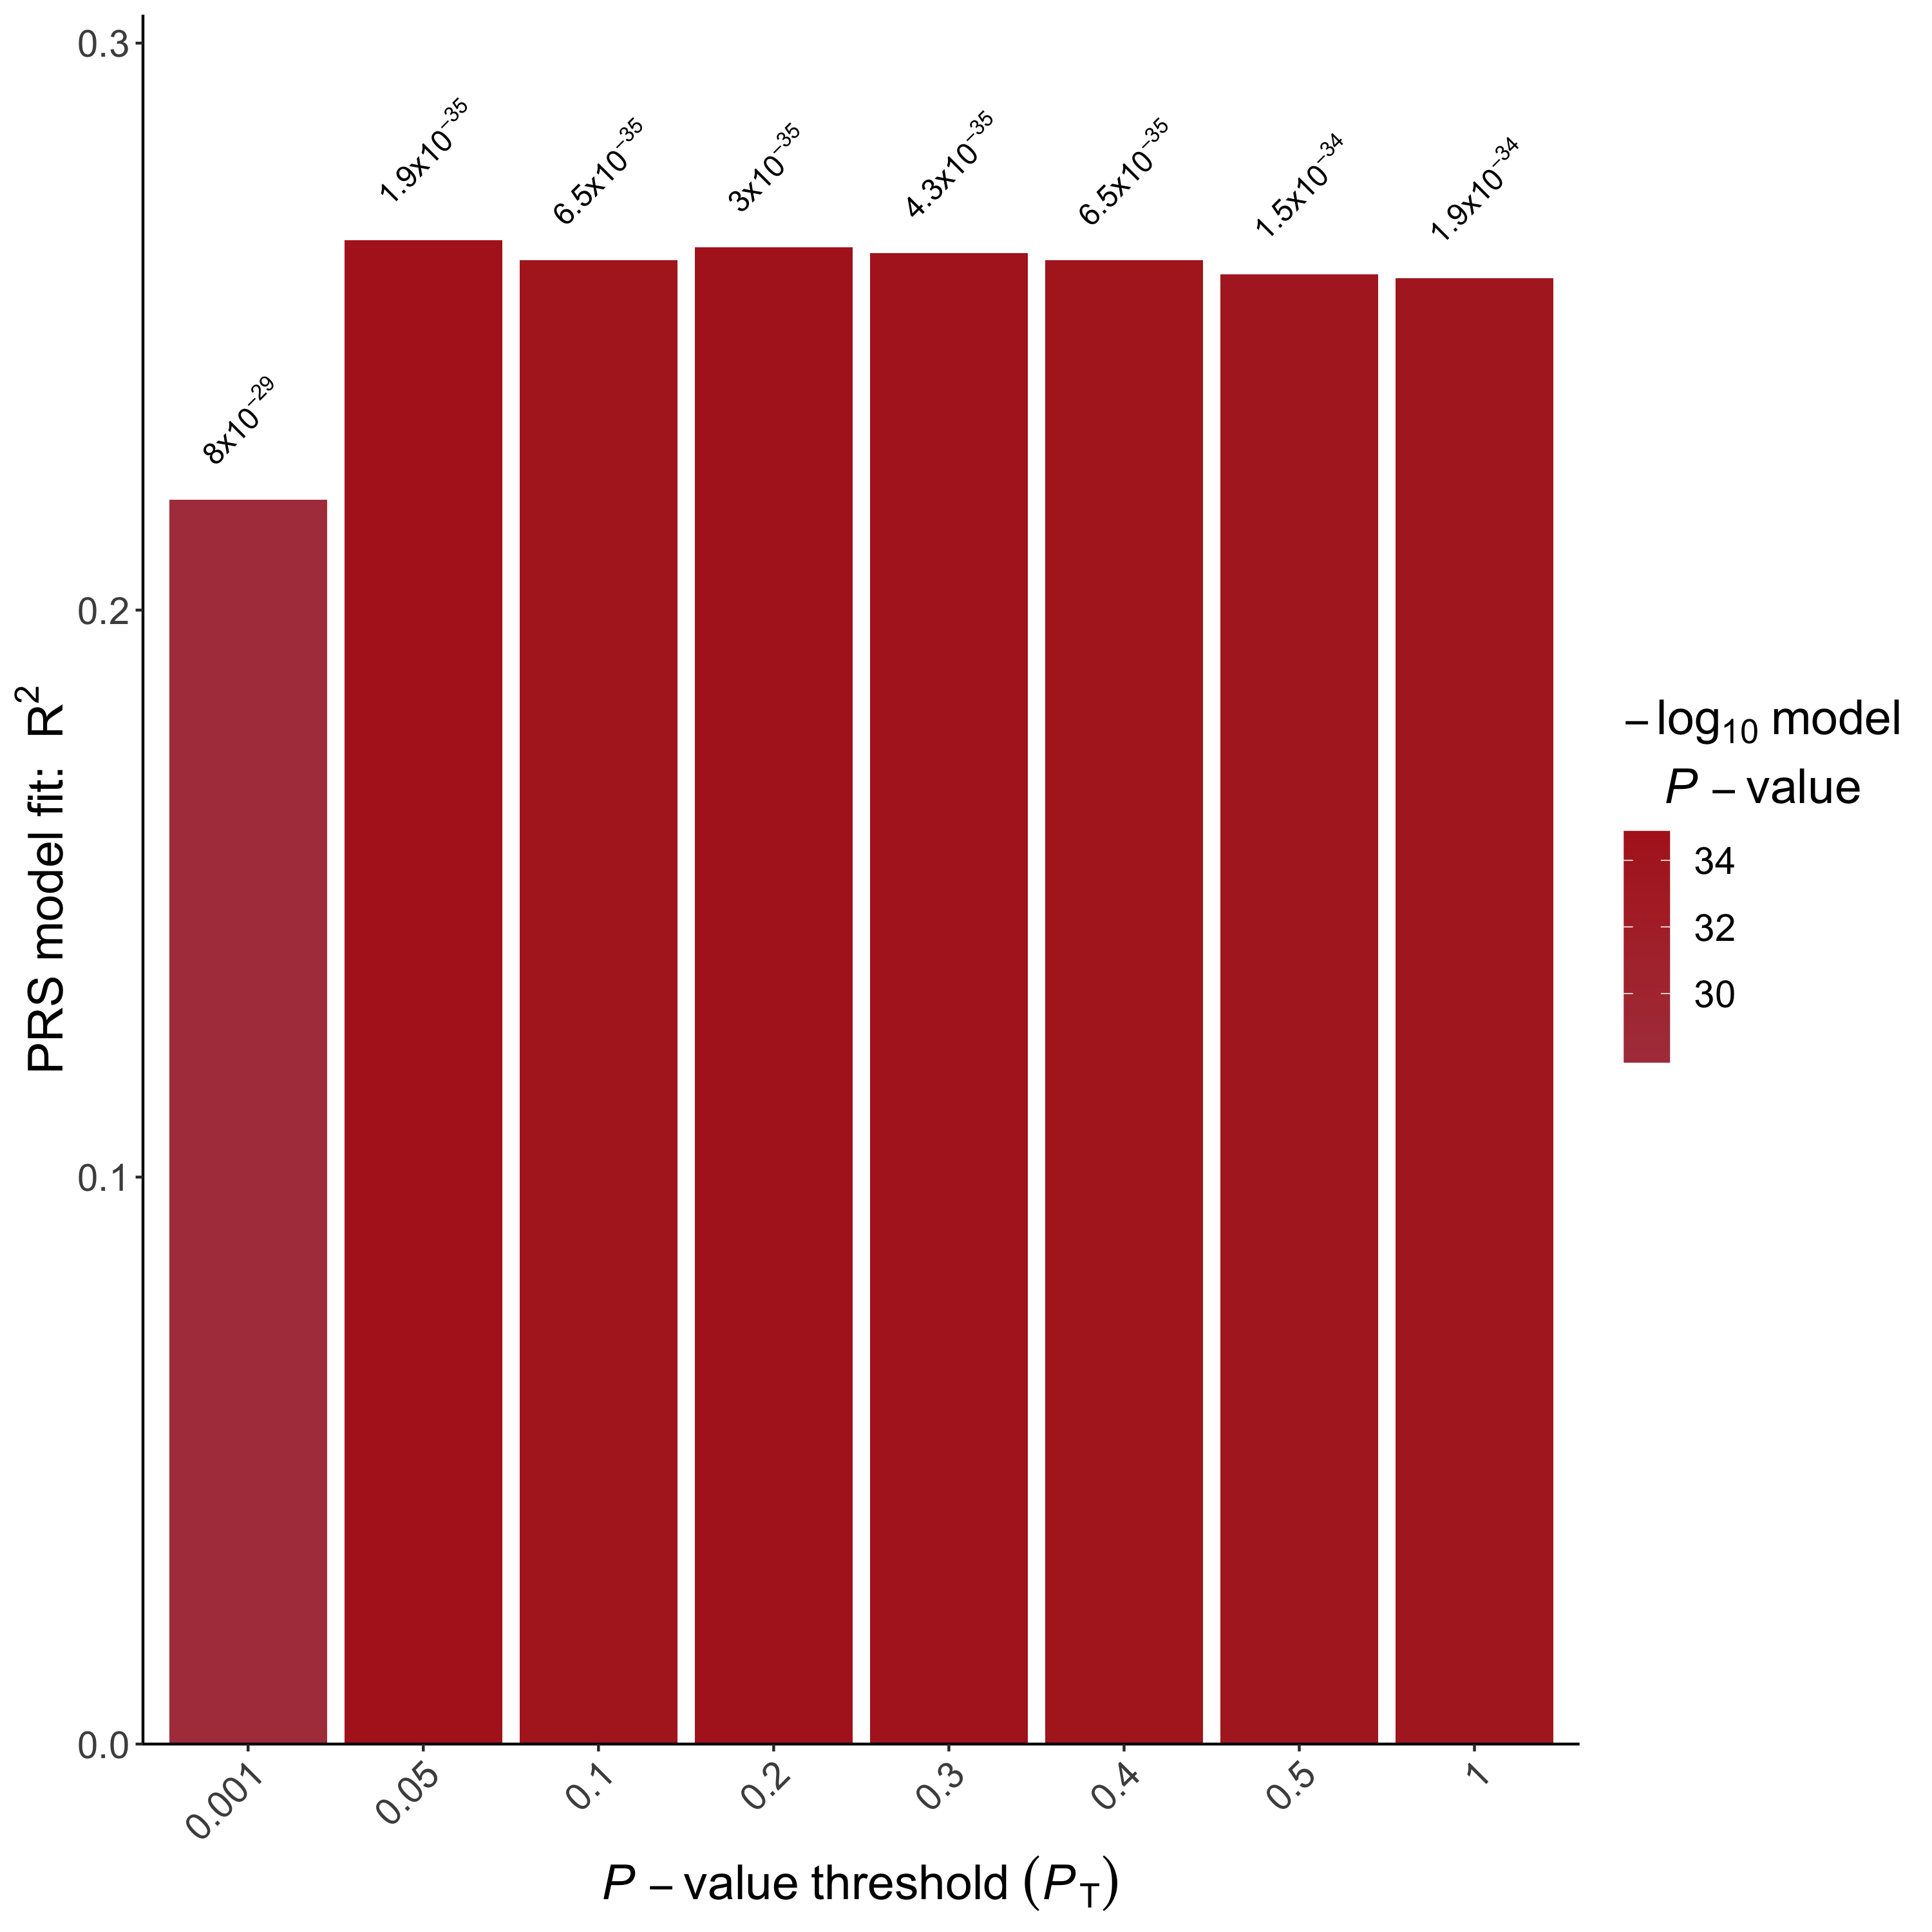 0.3
0.2
0.1
0.0
PRS model fit: R²
1.9x10⁻³⁵
6.5x10⁻³⁵
3x10⁻³⁵
4.3x10⁻³⁵
6.5x10⁻³⁵
1.5x10⁻³⁴
1.9x10⁻³⁴
8x10⁻²⁹
0.001
0.05
0.1
0.2
0.3
0.4
0.5
1
P – value threshold (P_T)
– log₁₀ model
P – value
34
32
30